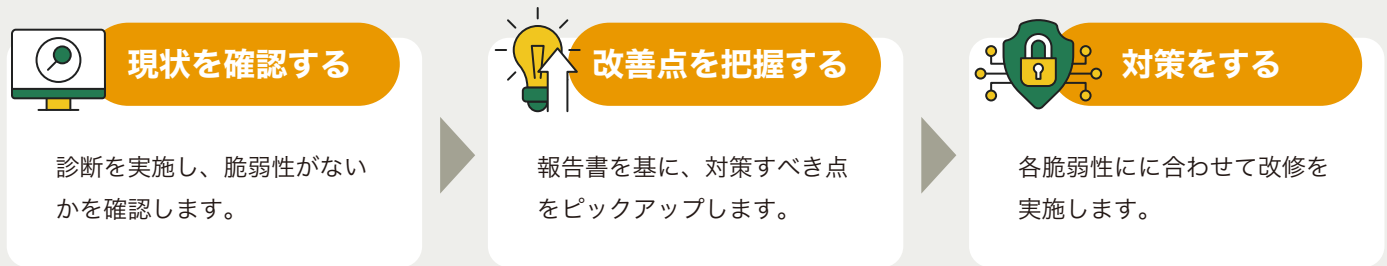 現状を確認する
診断を実施し、脆弱性がない
かを確認します。
改善点を把握する
報告書を基に、対策すべき点
をピックアップします。
対策をする
各脆弱性にに合わせて改修を
実施します。